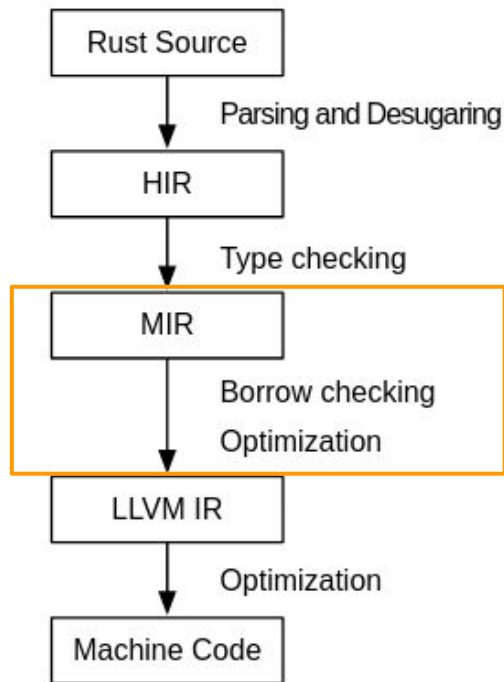 Rust Source
Parsing and Desugaring
HIR
Type checking
MIR
Borrow checking
Optimization
LLVM IR
Optimization
Machine Code